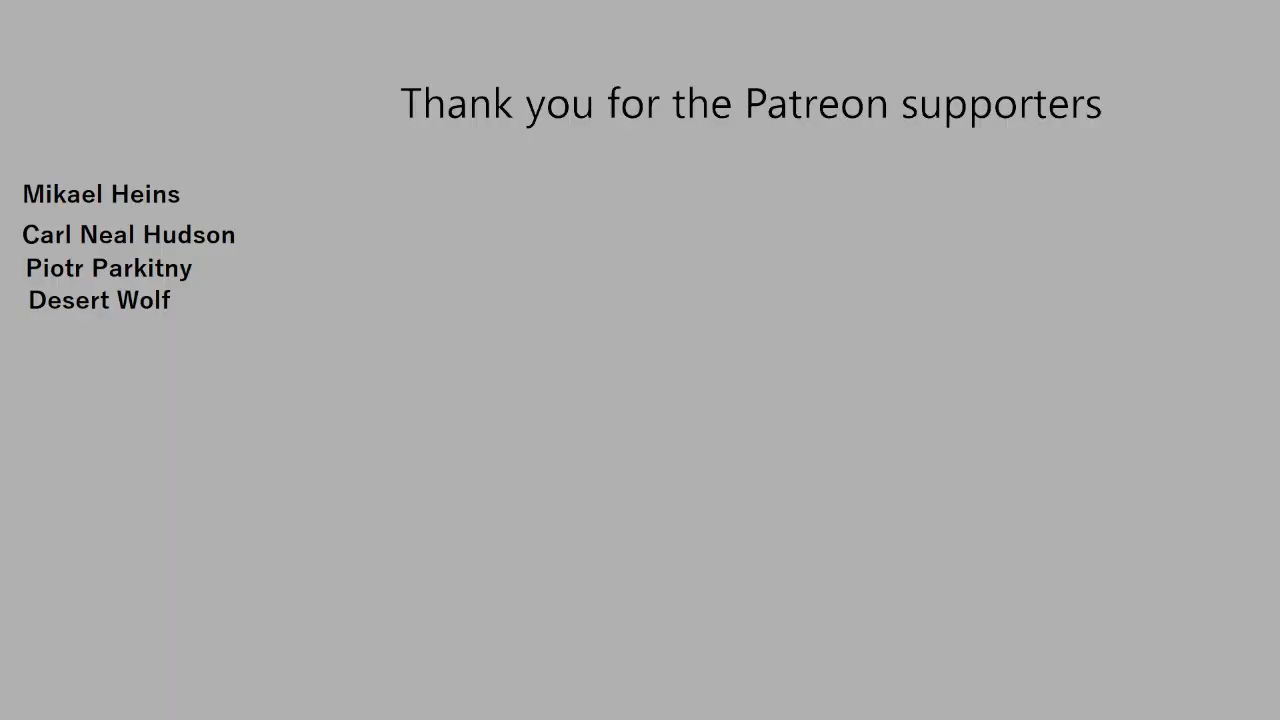 Thank you for the Patreon supporters
Mikael Heins
Carl Neal Hudson
Piotr Parkitny
Desert Wolf